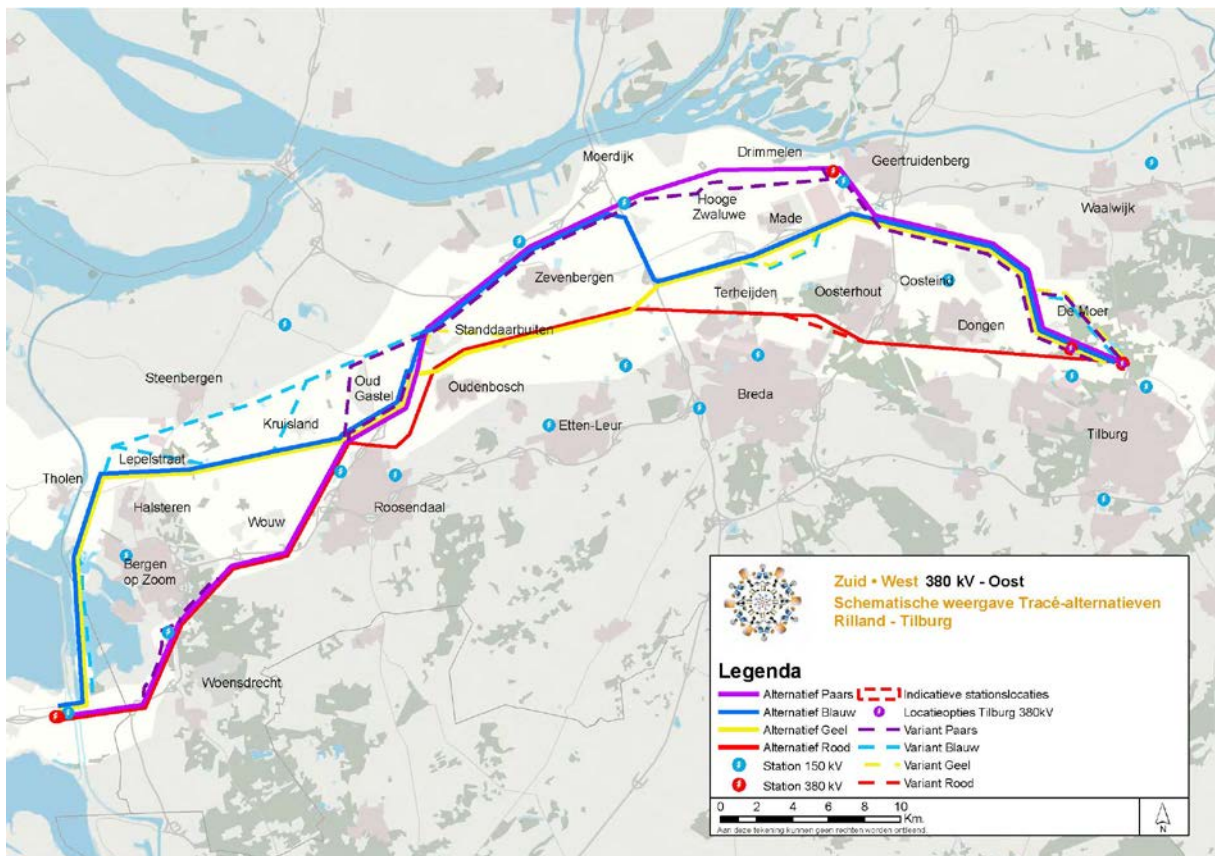 Moerdijk
Drimmelen
Geertruidenberg
Hooge
Zwaluwe
Made
Waalwijk
Zevenbergen
Terheijden
Oosterhout
Oosteind
De Moer
Standdaarbuiten
Dongen
Steenbergen
Oud
Gastel
Oudenbosch
Breda
Kruisland
Etten-Leur
Tilburg
Tholen
Lepelstraat
Halsteren
Wouw
Roosendaal
Bergen
op Zoom
Woensdrecht
Zuid • West 380 kV - Oost
Schematische weergave Tracé-alternatieven
Rilland - Tilburg
Legenda
Alternatief Paars
Alternatief Blauw
Alternatief Geel
Alternatief Rood
Station 150 kV
Station 380 kV
Indicatieve stationslocaties
Locatieopties Tilburg 380kV
Variant Paars
Variant Blauw
Variant Geel
Variant Rood
0 2 4 6 8 10
Km.
Aan deze tekening kunnen geen rechten worden ontleend.
N